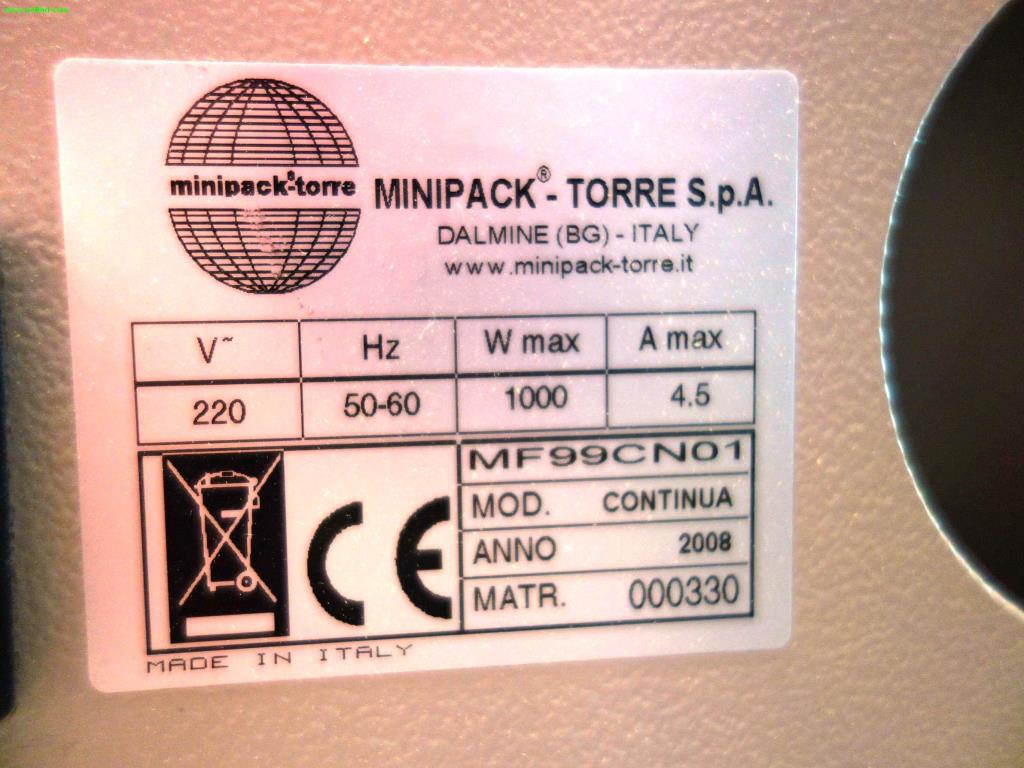 minipack®-torre
MINIPACK® - TORRE S.p.A.
DALMINE (BG) - ITALY
www.minipack-torre.it
V~ Hz W max A max
220 50-60 1000 4.5
MF99CN01
MOD. CONTINUA
ANNO 2008
MATR. 000330
CE
MADE IN ITALY